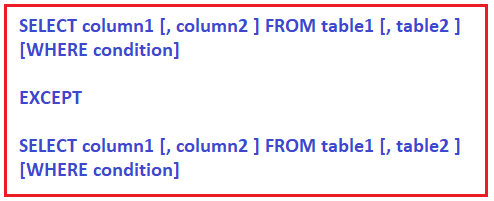 SELECT column1 [, column2 ] FROM table1 [, table2 ]
[WHERE condition]
EXCEPT
SELECT column1 [, column2 ] FROM table1 [, table2 ]
[WHERE condition]